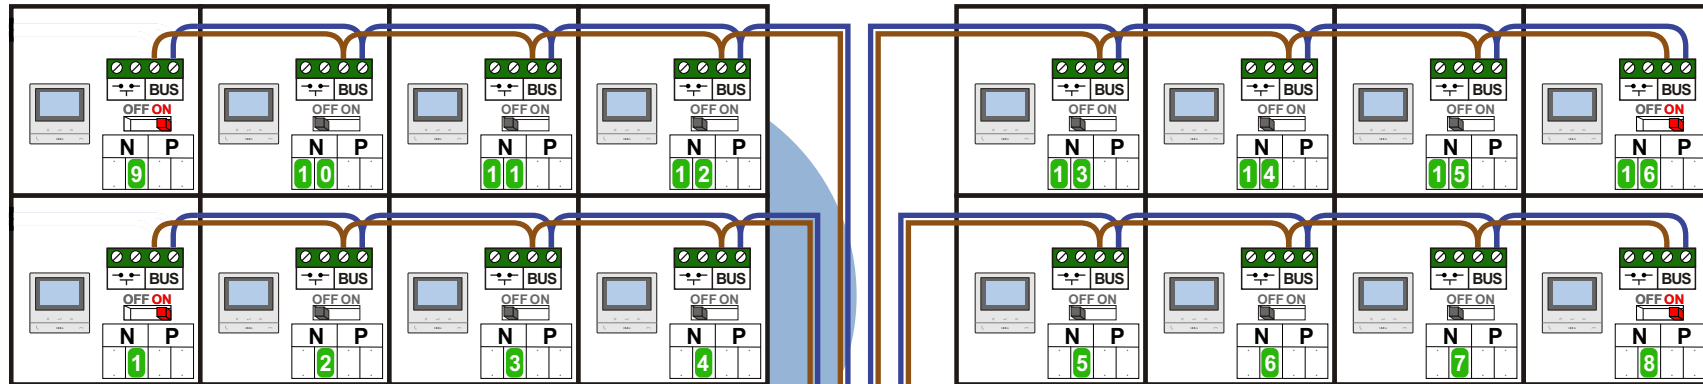 BUS BUS BUS BUS BUS BUS BUS BUS
OFF ON OFF ON OFF ON OFF ON OFF ON OFF ON OFF ON OFF ON
N P N P N P N P N P N P N P N P
9 10 11 12 13 14 15 16
BUS BUS BUS BUS BUS BUS BUS BUS
OFF ON OFF ON OFF ON OFF ON OFF ON OFF ON OFF ON OFF ON
N P N P N P N P N P N P N P N P
1 2 3 4 5 6 7 8